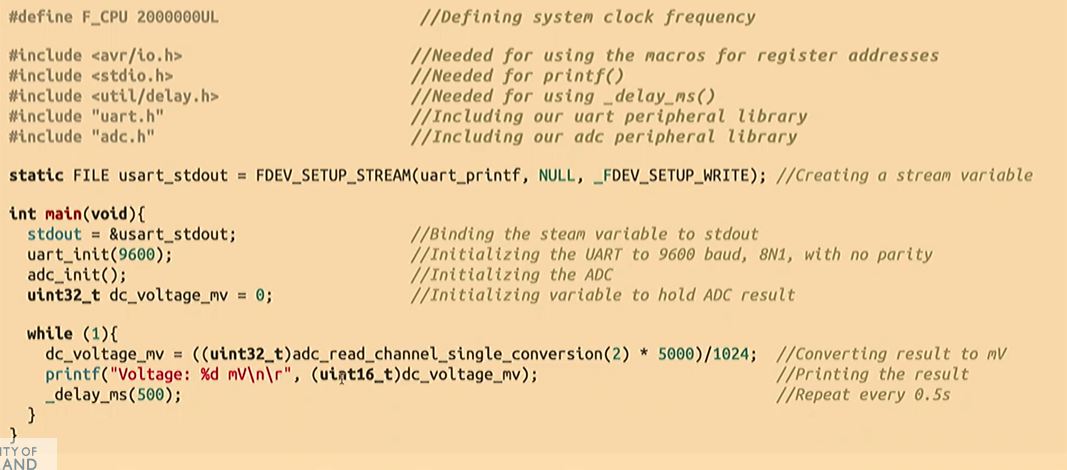 #define F_CPU 2000000UL //Defining system clock frequency
#include <avr/io.h> //Needed for using the macros for register addresses
#include <stdio.h> //Needed for printf()
#include <util/delay.h> //Needed for using _delay_ms()
#include "uart.h" //Including our uart peripheral library
#include "adc.h" //Including our adc peripheral library
static FILE usart_stdout = FDEV_SETUP_STREAM(uart_printf, NULL, _FDEV_SETUP_WRITE); //Creating a stream variable
int main(void){
stdout = &usart_stdout; //Binding the steam variable to stdout
uart_init(9600); //Initializing the UART to 9600 baud, 8N1, with no parity
adc_init(); //Initializing the ADC
uint32_t dc_voltage_mv = 0; //Initializing variable to hold ADC result
while (1){
dc_voltage_mv = ((uint32_t)adc_read_channel_single_conversion(2) * 5000)/1024; //Converting result to mV
printf("Voltage: %d mV\n\r", (uint16_t)dc_voltage_mv); //Printing the result
_delay_ms(500); //Repeat every 0.5s
}
}
ITY OF
AND